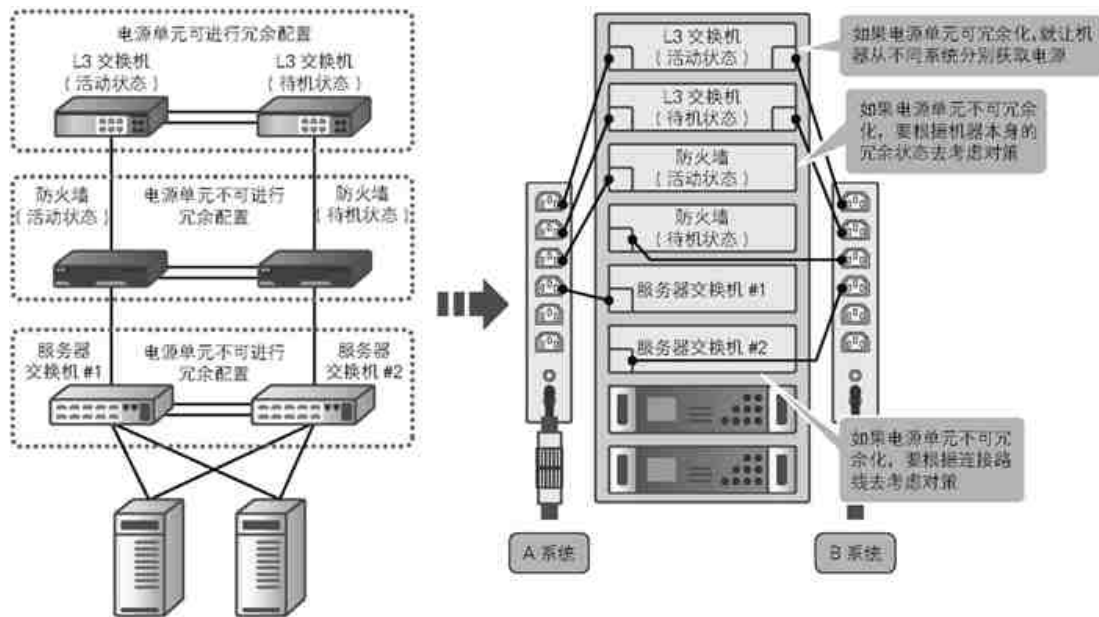 电源单元可进行冗余配置
L3 交换机
（活动状态）
L3 交换机
（待机状态）
防火墙
（活动状态）
电源单元不可进行
冗余配置
防火墙
（待机状态）
服务器
交换机 #1
电源单元不可进行
冗余配置
服务器
交换机 #2
L3 交换机
（活动状态）
L3 交换机
（待机状态）
防火墙
（活动状态）
防火墙
（待机状态）
服务器交换机 #1
服务器交换机 #2
如果电源单元可冗余化，就让机
器从不同系统分别获取电源
如果电源单元不可冗余
化，要根据机器本身的
冗余状态去考虑对策
如果电源单元不可冗
余化，要根据连接路
线去考虑对策
A 系统
B 系统